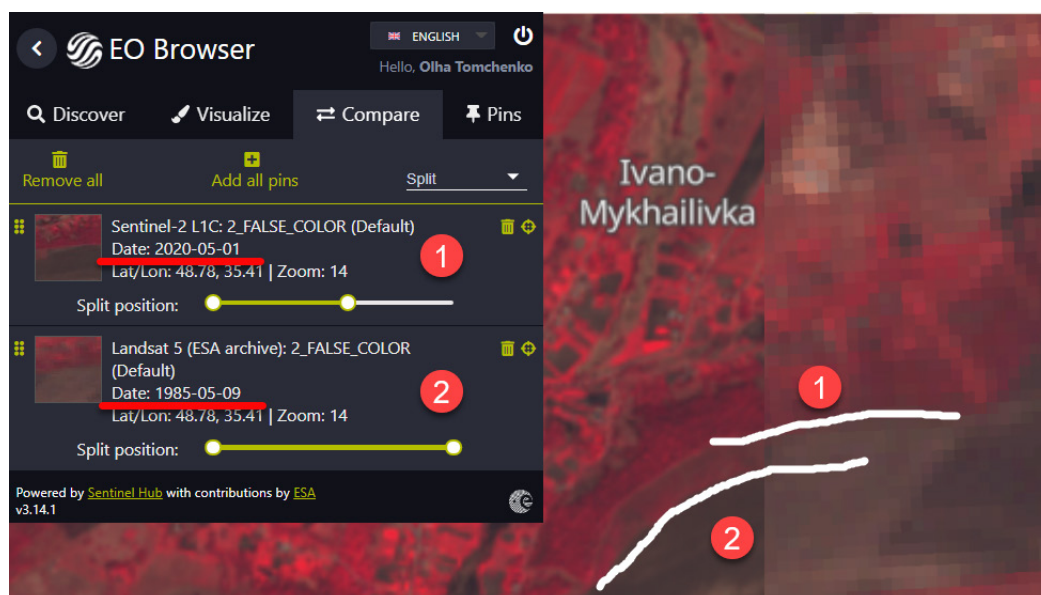 EO Browser
ENGLISH
Hello, Olha Tomchenko
Discover
Visualize
Compare
Pins
Remove all
Add all pins
Split
Sentinel-2 L1C: 2_FALSE_COLOR (Default)
Date: 2020-05-01
Lat/Lon: 48.78, 35.41 | Zoom: 14
1
Split position:
Landsat 5 (ESA archive): 2_FALSE_COLOR
(Default)
Date: 1985-05-09
Lat/Lon: 48.78, 35.41 | Zoom: 14
2
Split position:
Powered by Sentinel Hub with contributions by ESA
v3.14.1
Ivano-
Mykhailivka
1
2